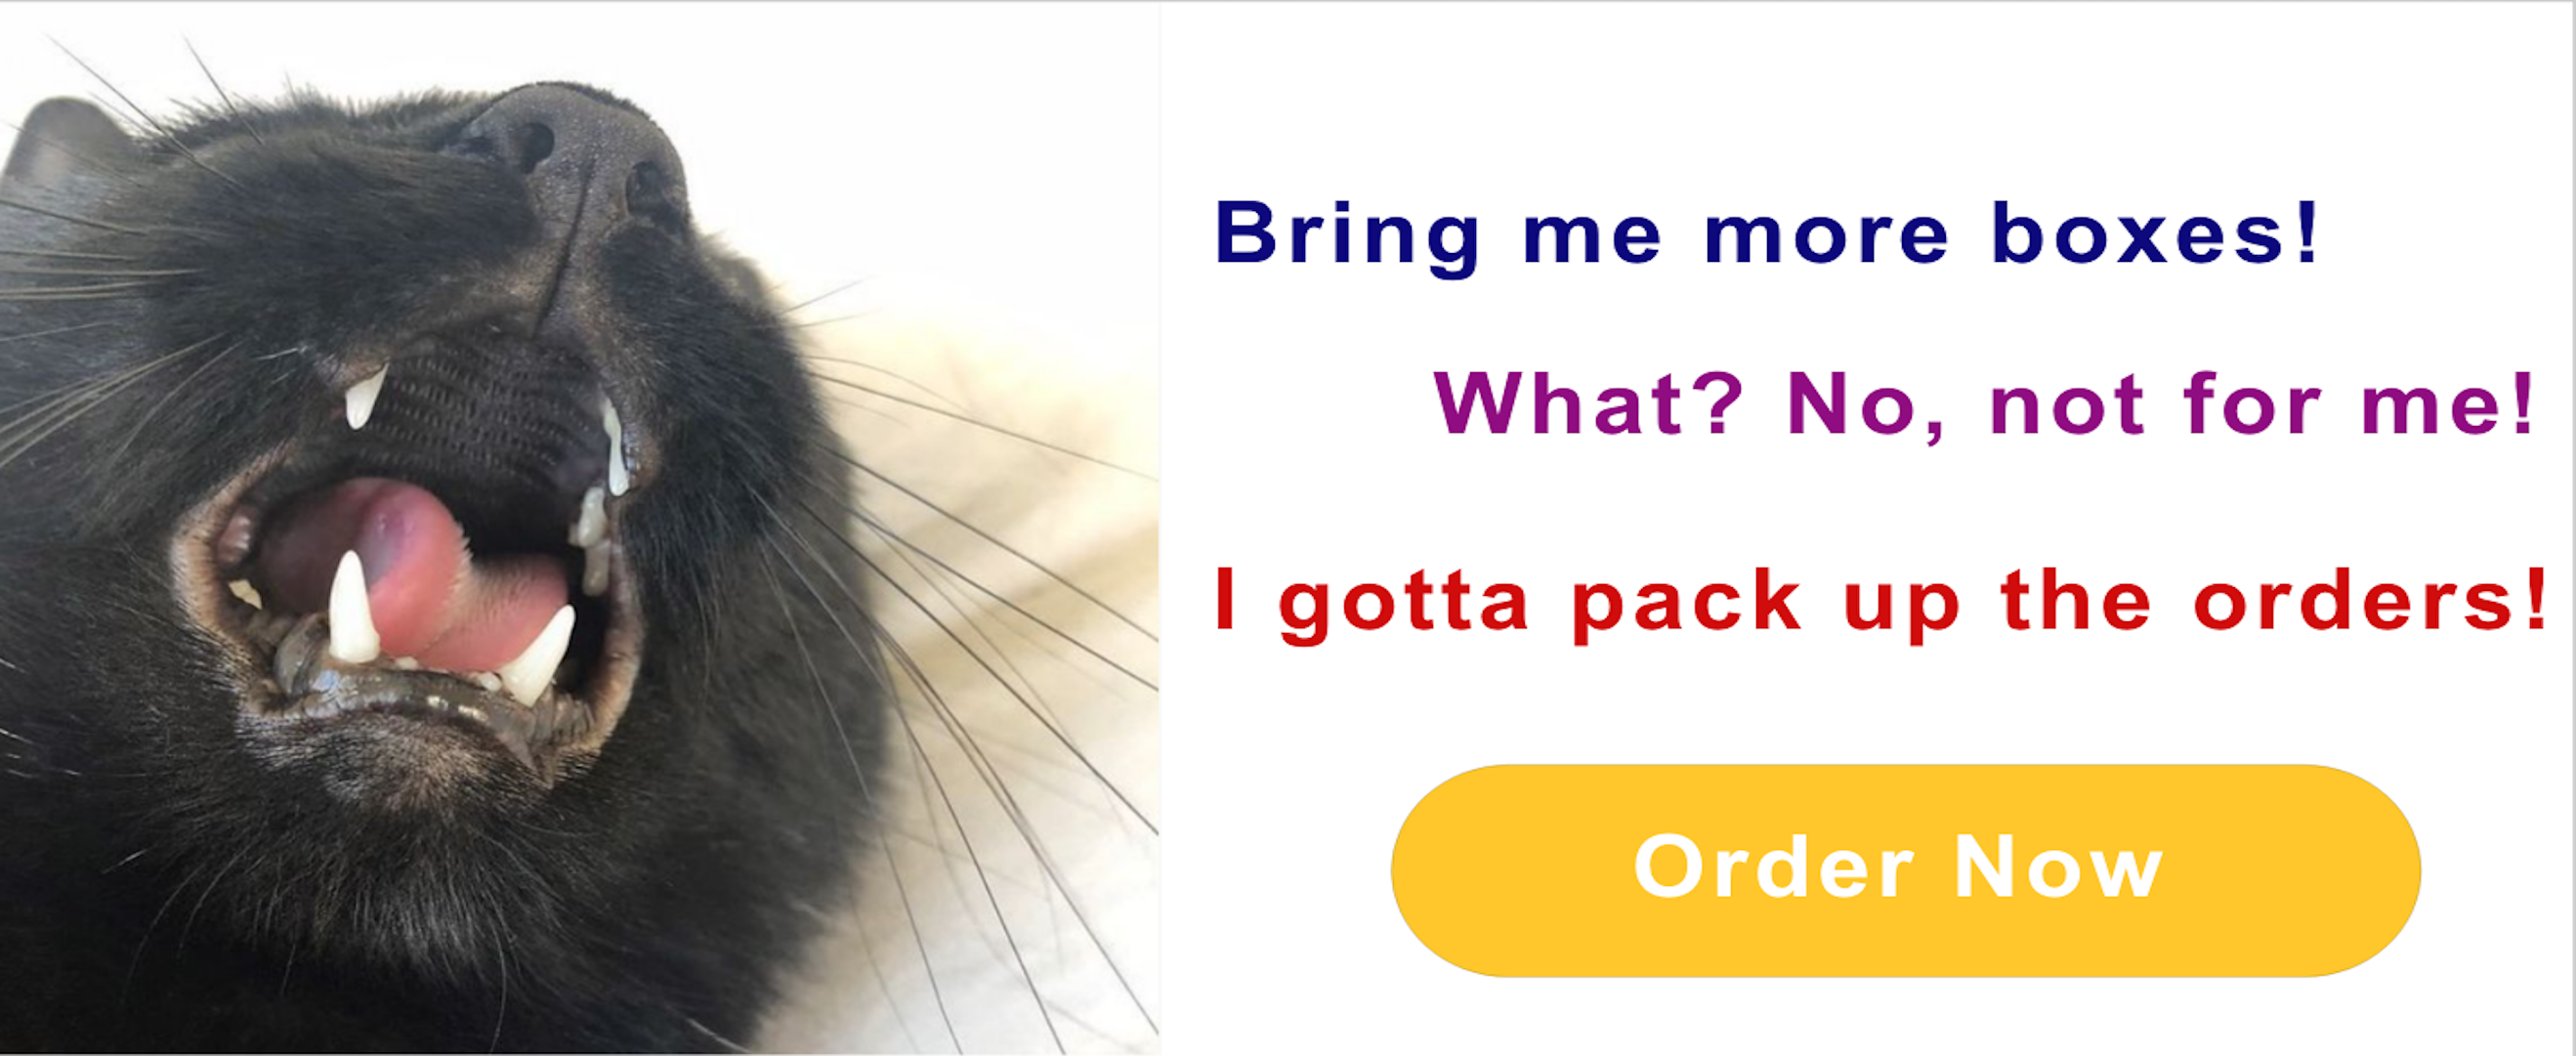 Bring me more boxes!
What? No, not for me!
I gotta pack up the orders!
Order Now